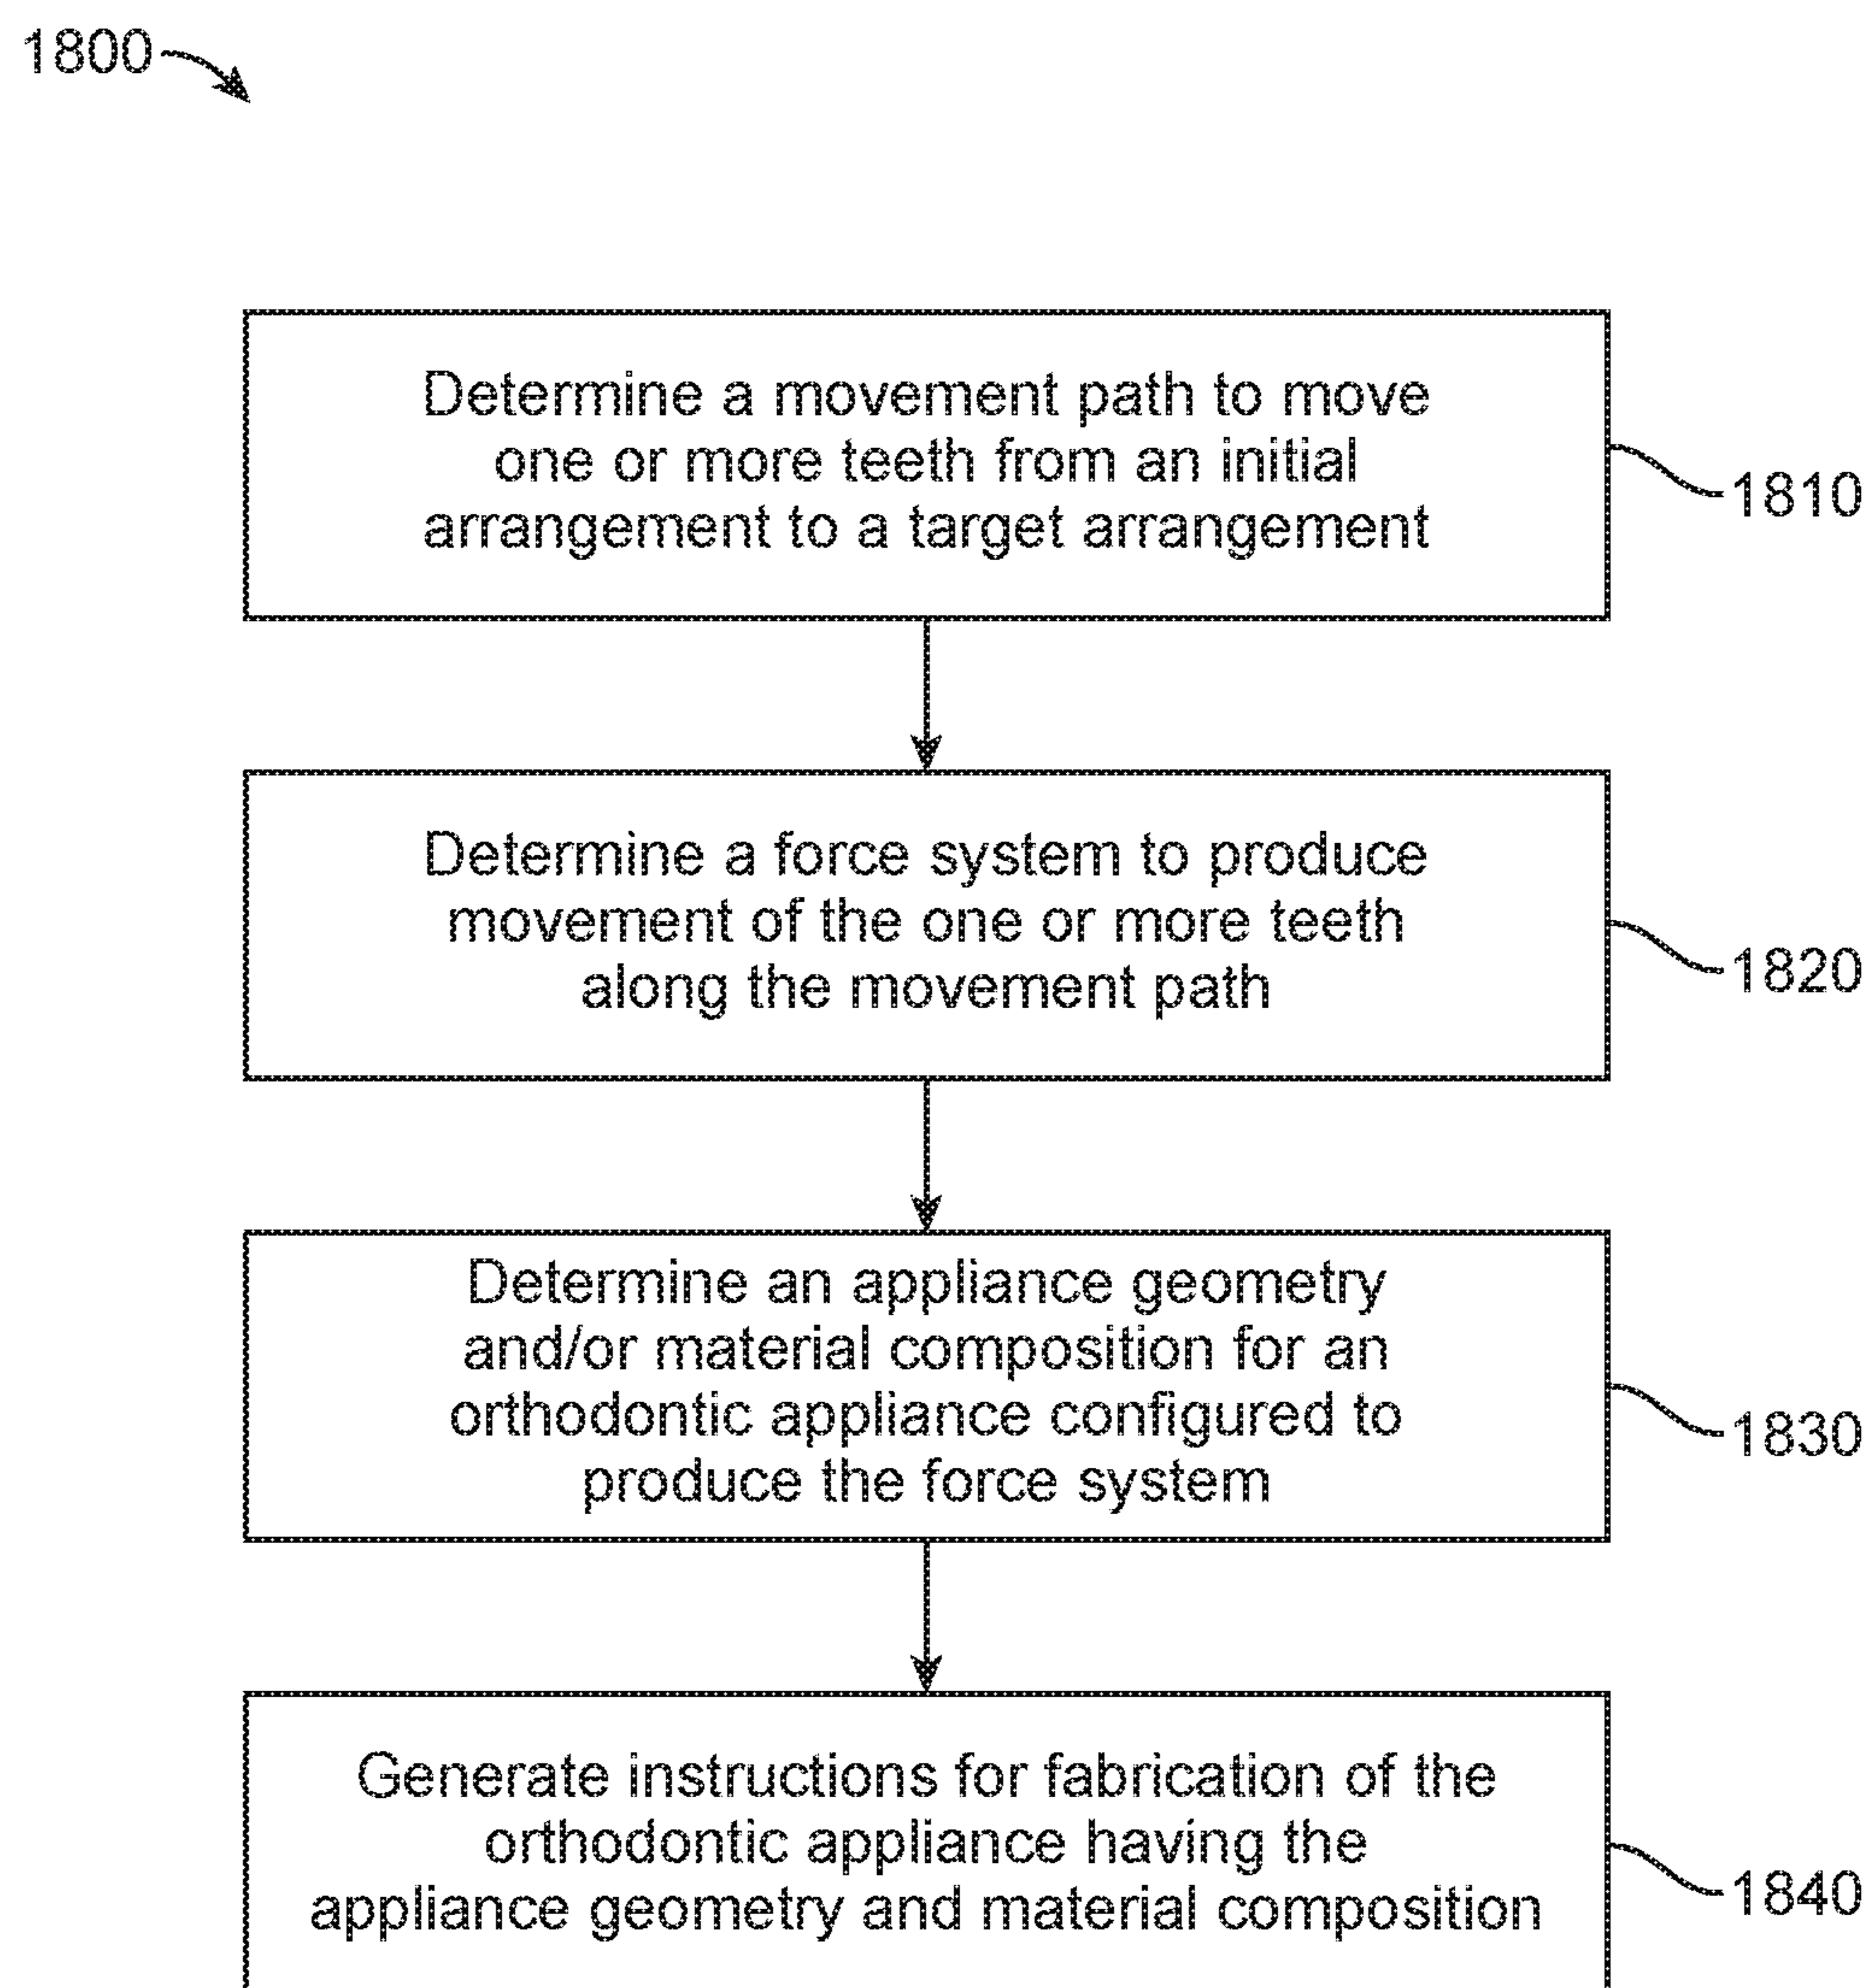 1800
Determine a movement path to move
one or more teeth from an initial
arrangement to a target arrangement
1810
Determine a force system to produce
movement of the one or more teeth
along the movement path
1820
Determine an appliance geometry
and/or material composition for an
orthodontic appliance configured to
produce the force system
1830
Generate instructions for fabrication of the
orthodontic appliance having the
appliance geometry and material composition
1840